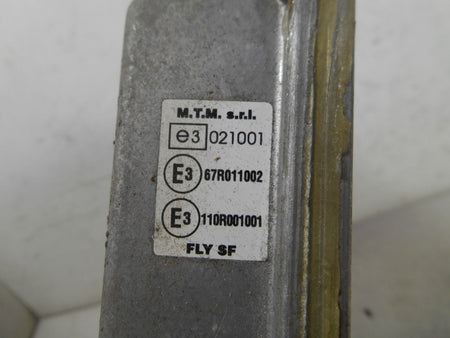 M.T.M. s.r.l.
e3 021001
E3 67R011002
E3 110R001001
FLY SF